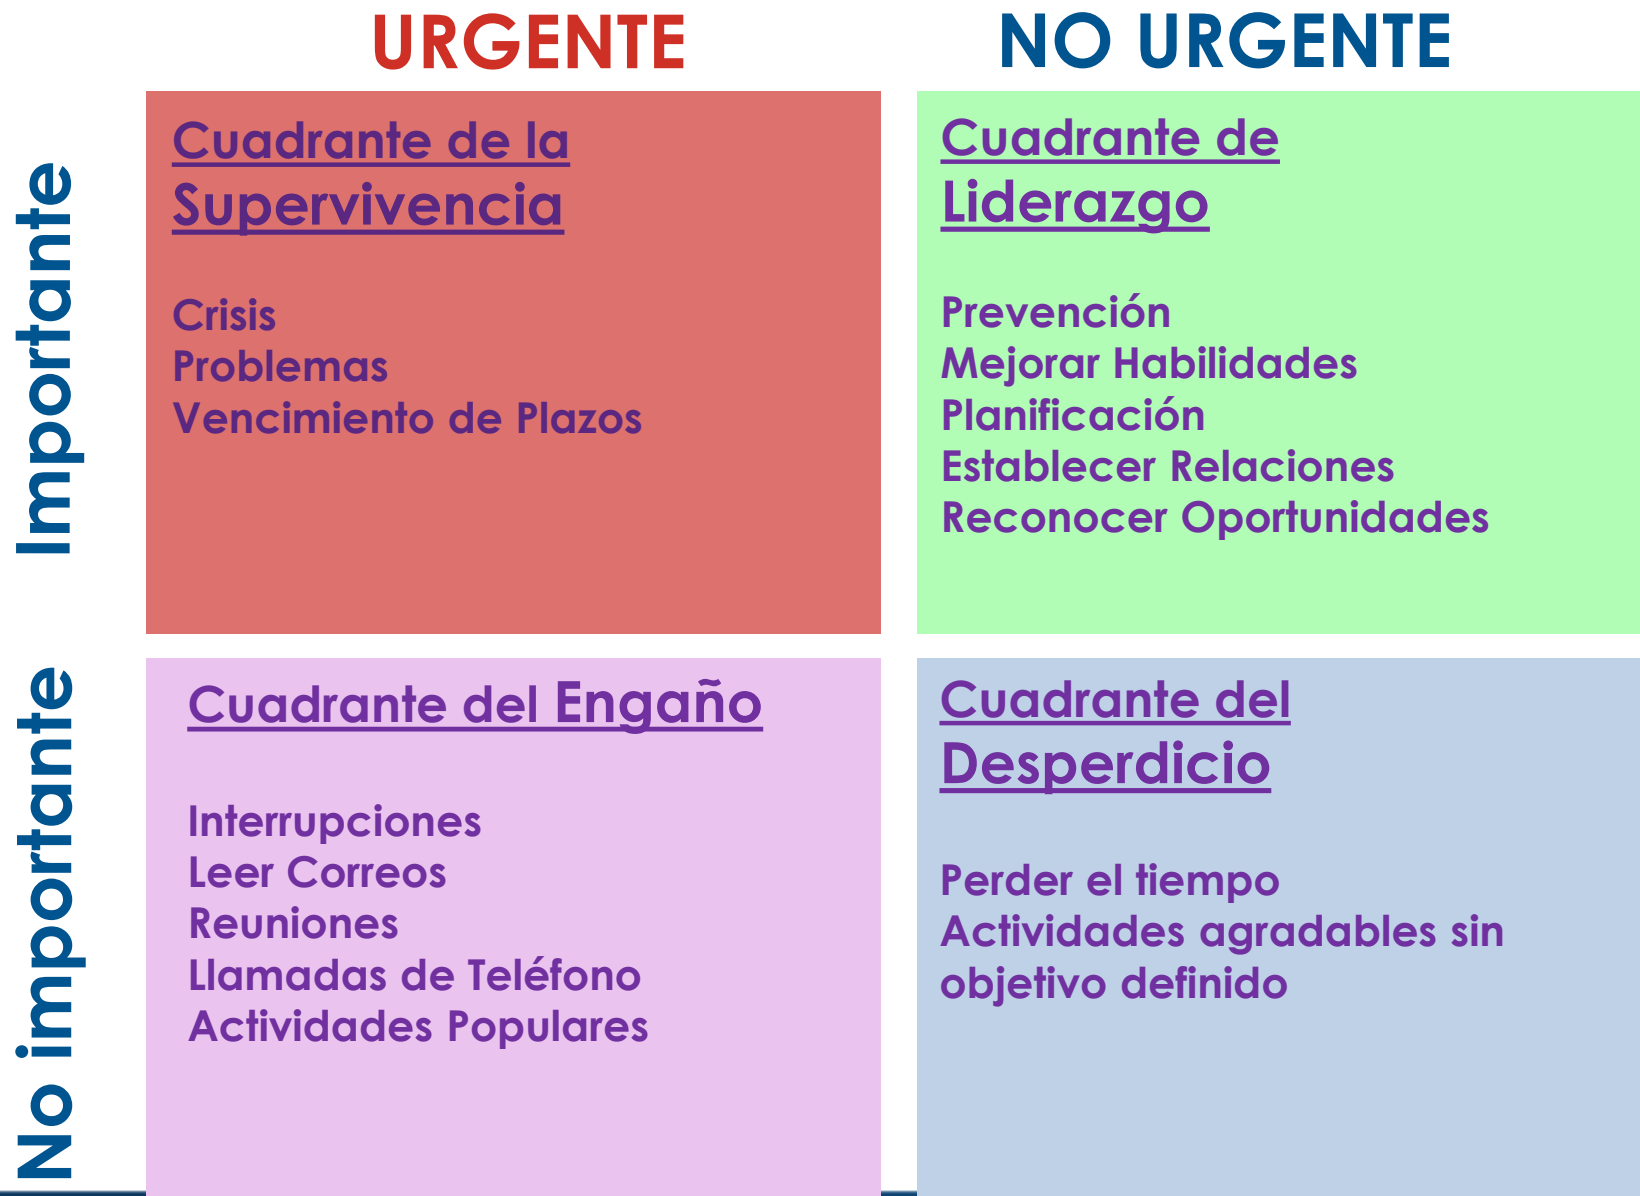 URGENTE
NO URGENTE
Importante
Cuadrante de la
Supervivencia
Crisis
Problemas
Vencimiento de Plazos
Cuadrante de
Liderazgo
Prevención
Mejorar Habilidades
Planificación
Establecer Relaciones
Reconocer Oportunidades
No importante
Cuadrante del Engaño
Interrupciones
Leer Correos
Reuniones
Llamadas de Teléfono
Actividades Populares
Cuadrante del
Desperdicio
Perder el tiempo
Actividades agradables sin
objetivo definido